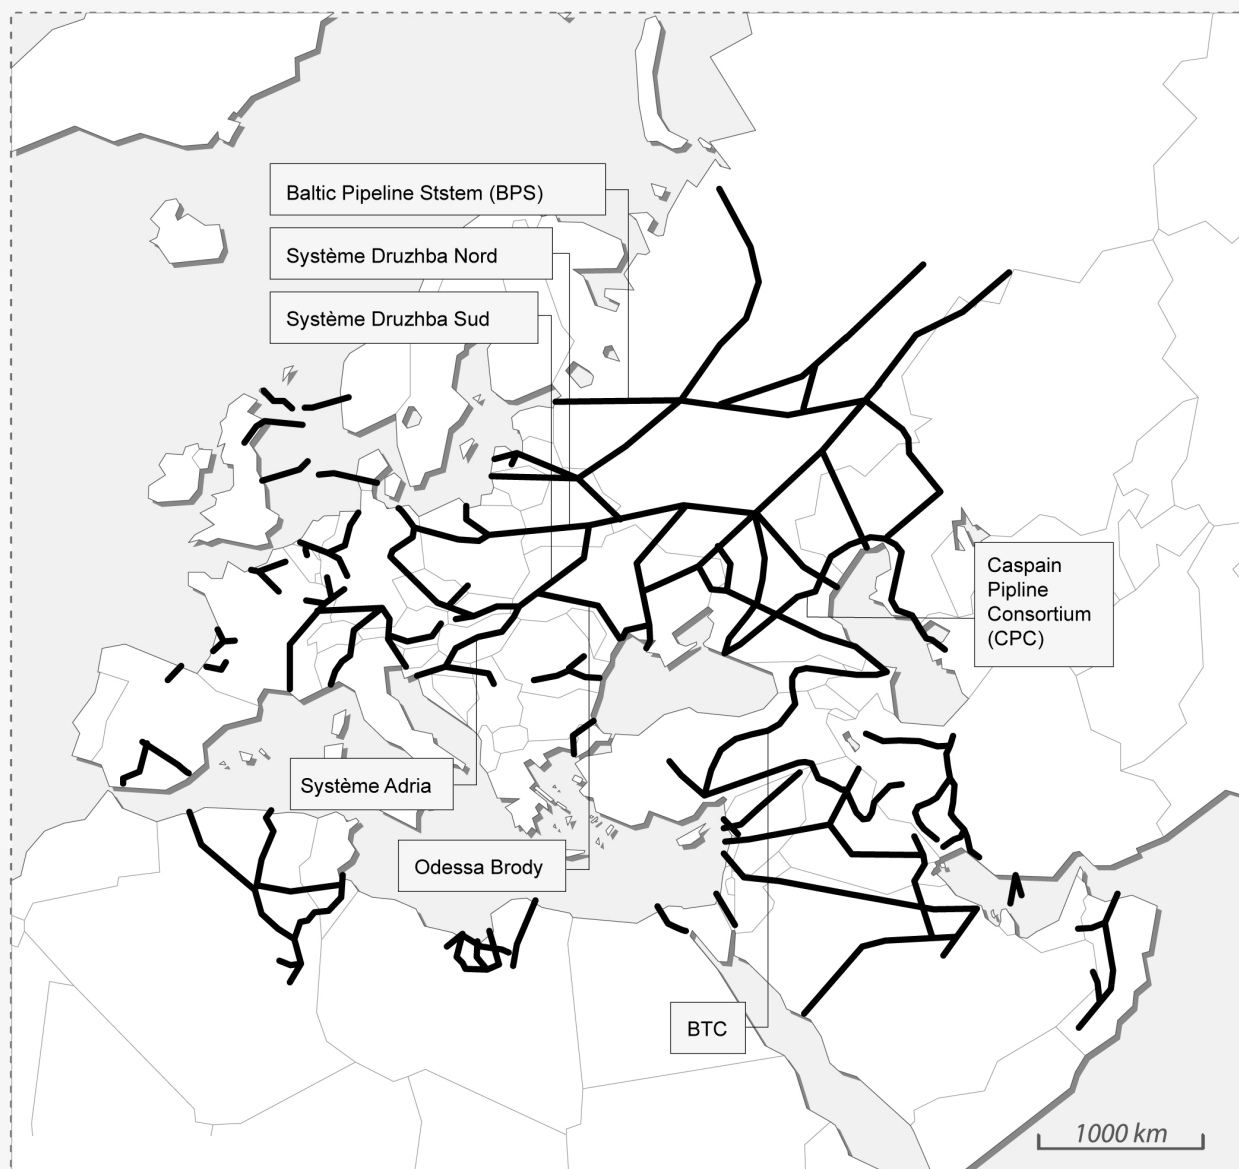 Baltic Pipeline Ststem (BPS)
Système Druzhba Nord
Système Druzhba Sud
Caspain
Pipline
Consortium
(CPC)
Système Adria
Odessa Brody
BTC
1000 km